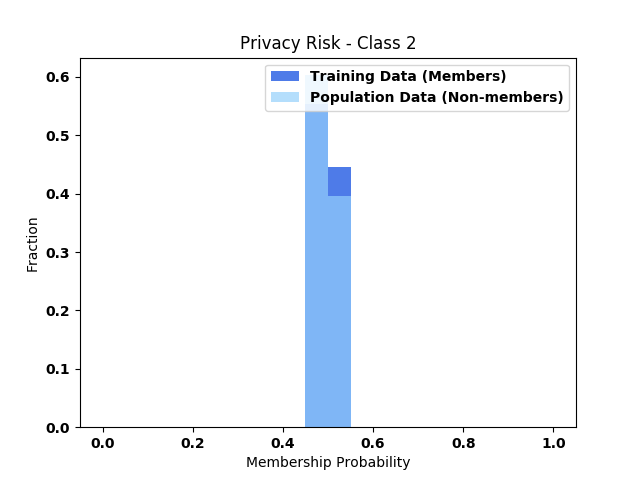 Privacy Risk - Class 2
Training Data (Members)
Population Data (Non-members)
Fraction
0.6
0.5
0.4
0.3
0.2
0.1
0.0
0.0 0.2 0.4 0.6 0.8 1.0
Membership Probability